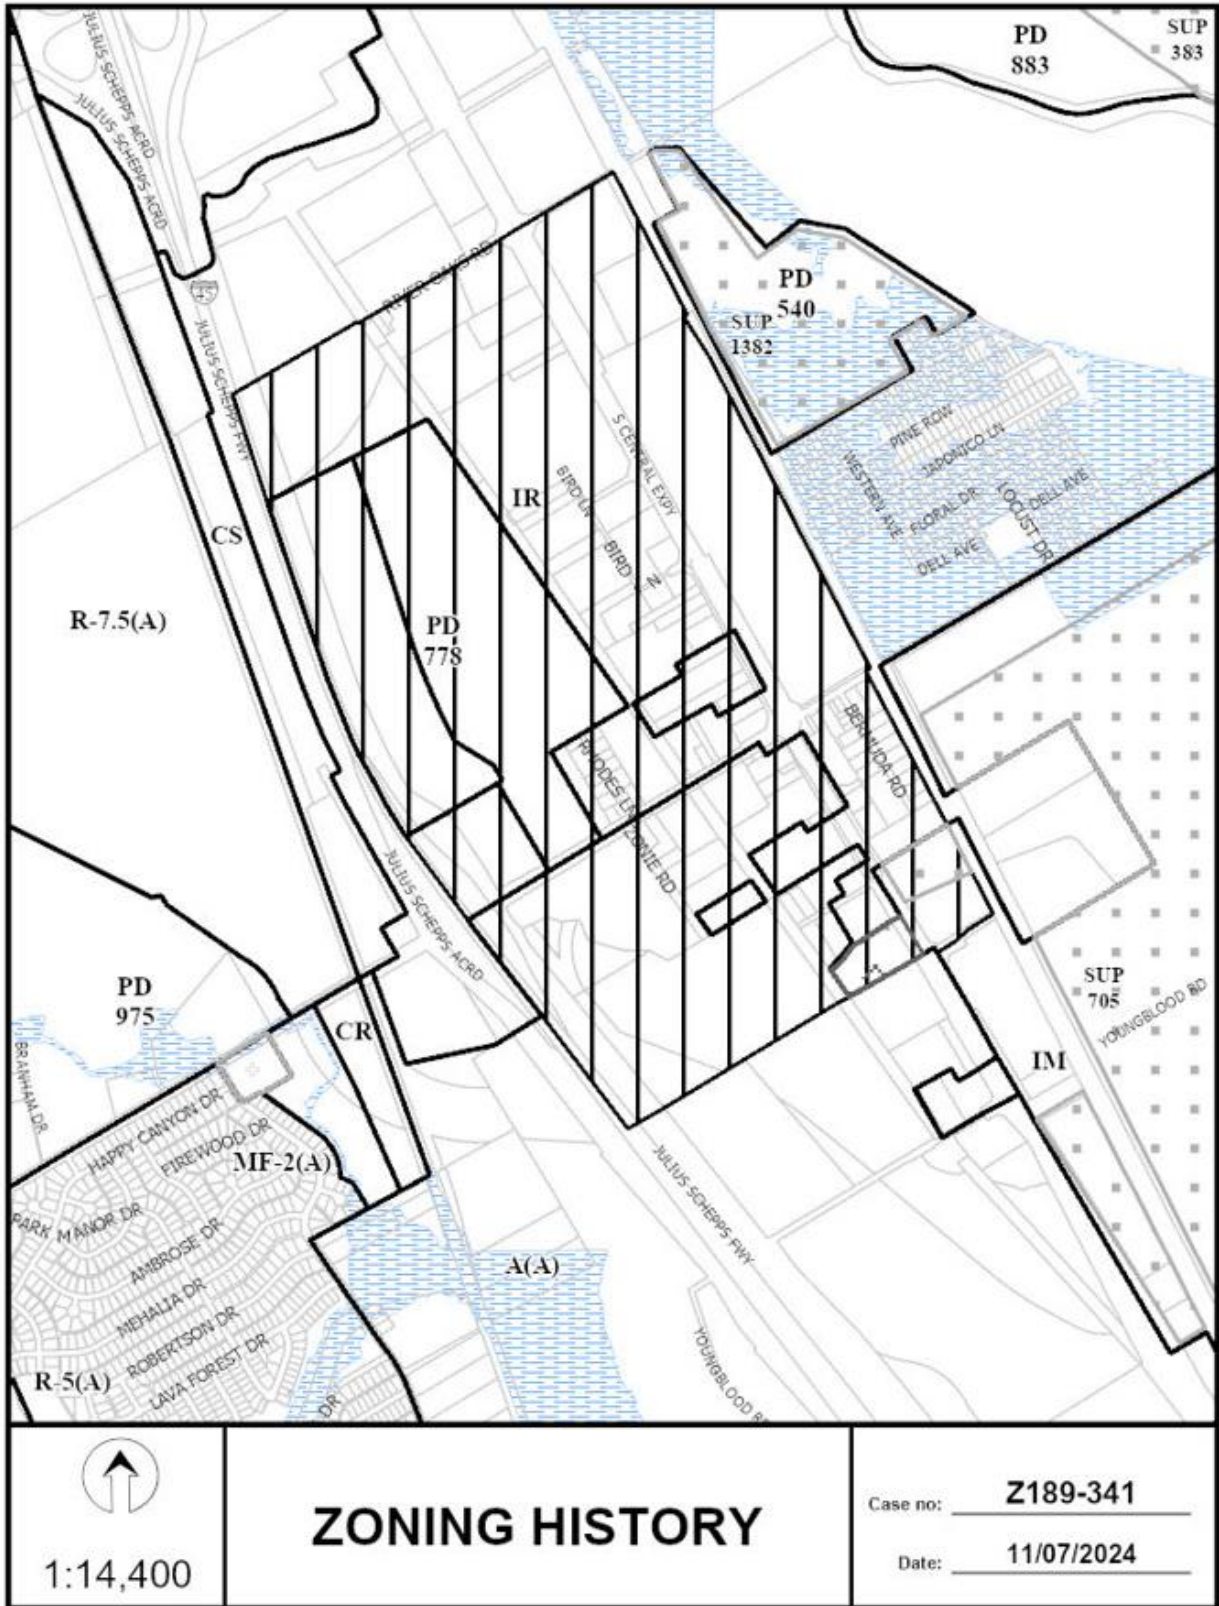 PD
883
SUP
383
JULIUS SCHEPPS ACRD
JULIUS SCHEPPS ACRD
45
JULIUS SCHEPPS FWY
RIVER OAKS RD
PD
540
SUP
1382
PINE ROW
JAPONICO LN
WESTERN AVE
FLORAL DR
LOCUST DR
DELL AVE
DELL AVE
S CENTRAL EXPY
IR
BIRD LN
BIRD LN
CS
R-7.5(A)
PD
778
BERMUDA RD
RHODES LN
ZONIE RD
JULIUS SCHEPPS ACRD
PD
975
CR
SUP
705
YOUNGBLOOD RD
IM
BRANHAM DR
HAPPY CANYON DR
FIREWOOD DR
MF-2(A)
PARK MANOR DR
AMBROSE DR
MEHALIA DR
ROBERTSON DR
LAVA FOREST DR
R-5(A)
DR
A(A)
JULIUS SCHEPPS FWY
YOUNGBLOOD R
1:14,400
ZONING HISTORY
Case no: Z189-341
Date: 11/07/2024